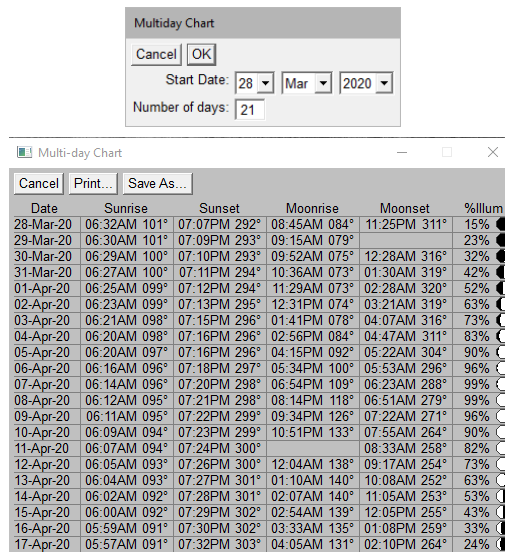 Multiday Chart
Cancel OK
Start Date: 28 Mar 2020
Number of days: 21
Multi-day Chart
Cancel Print... Save As...
Date Sunrise Sunset Moonrise Moonset %Illum
28-Mar-20 06:32AM 101° 07:07PM 292° 08:45AM 084° 11:25PM 311° 15%
29-Mar-20 06:30AM 101° 07:09PM 293° 09:15AM 079° 23%
30-Mar-20 06:29AM 100° 07:10PM 293° 09:52AM 075° 12:28AM 316° 32%
31-Mar-20 06:27AM 100° 07:11PM 294° 10:36AM 073° 01:30AM 319° 42%
01-Apr-20 06:25AM 099° 07:12PM 294° 11:29AM 073° 02:28AM 320° 52%
02-Apr-20 06:23AM 099° 07:13PM 295° 12:31PM 074° 03:21AM 319° 63%
03-Apr-20 06:21AM 098° 07:15PM 296° 01:41PM 078° 04:07AM 316° 73%
04-Apr-20 06:20AM 098° 07:16PM 296° 02:56PM 084° 04:47AM 311° 83%
05-Apr-20 06:20AM 097° 07:16PM 296° 04:15PM 092° 05:22AM 304° 90%
06-Apr-20 06:16AM 096° 07:18PM 297° 05:34PM 100° 05:53AM 296° 96%
07-Apr-20 06:14AM 096° 07:20PM 298° 06:54PM 109° 06:23AM 288° 99%
08-Apr-20 06:12AM 095° 07:21PM 298° 08:14PM 118° 06:51AM 279° 99%
09-Apr-20 06:11AM 095° 07:22PM 299° 09:34PM 126° 07:22AM 271° 96%
10-Apr-20 06:09AM 094° 07:23PM 299° 10:51PM 133° 07:55AM 264° 90%
11-Apr-20 06:07AM 094° 07:24PM 300° 08:33AM 258° 82%
12-Apr-20 06:05AM 093° 07:26PM 300° 12:04AM 138° 09:17AM 254° 73%
13-Apr-20 06:04AM 093° 07:27PM 301° 01:10AM 140° 10:08AM 252° 63%
14-Apr-20 06:02AM 092° 07:28PM 301° 02:07AM 140° 11:05AM 253° 53%
15-Apr-20 06:00AM 092° 07:29PM 302° 02:54AM 139° 12:05PM 255° 43%
16-Apr-20 05:59AM 091° 07:30PM 302° 03:33AM 135° 01:08PM 259° 33%
17-Apr-20 05:57AM 091° 07:32PM 303° 04:05AM 131° 02:10PM 264° 24%